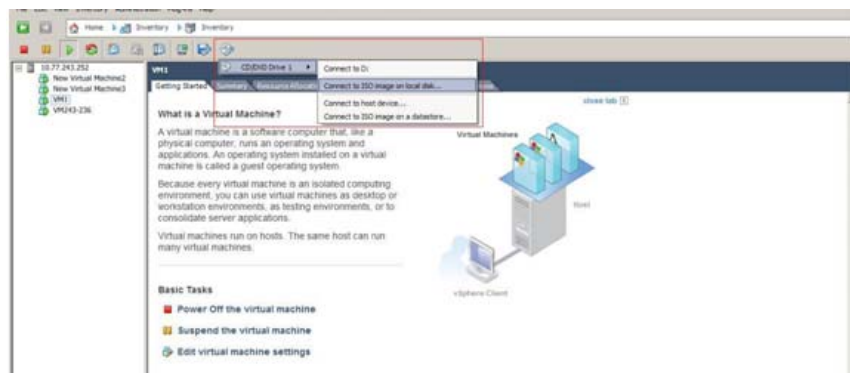 Home Inventory Inventory
10.77.243.252
New Virtual Machine2
New Virtual Machine3
VM1
VM243-236
VM1
CD/DVD Drive 1
Connect to D:
Connect to ISO image on local disk...
Connect to host device...
Connect to ISO image on a datastore...
Getting Started Summary Resource Allocation
close tab
What is a Virtual Machine?
A virtual machine is a software computer that, like a
physical computer, runs an operating system and
applications. An operating system installed on a virtual
machine is called a guest operating system.
Because every virtual machine is an isolated computing
environment, you can use virtual machines as desktop or
workstation environments, as testing environments, or to
consolidate server applications.
Virtual machines run on hosts. The same host can run
many virtual machines.
Virtual Machines
Host
vSphere Client
Basic Tasks
Power Off the virtual machine
Suspend the virtual machine
Edit virtual machine settings